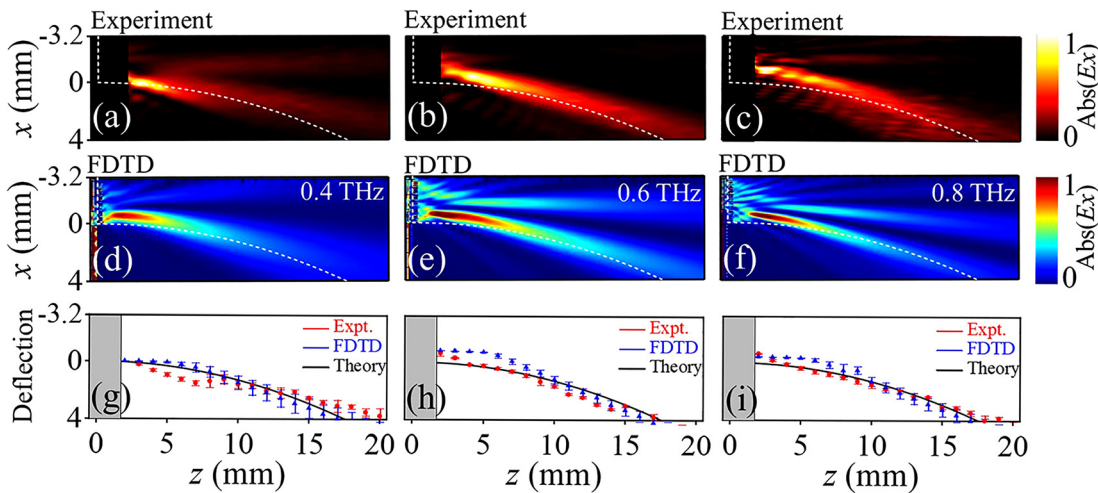 Experiment Experiment Experiment
-3.2
0
4
x (mm)
(a) (b) (c)
1
0
Abs(Ex)
FDTD FDTD FDTD
-3.2
0
4
x (mm)
0.4 THz 0.6 THz 0.8 THz
(d) (e) (f)
1
0
Abs(Ex)
-3.2
0
4
Deflection
Expt. Expt. Expt.
FDTD FDTD FDTD
Theory Theory Theory
(g) (h) (i)
0 5 10 15 20 0 5 10 15 20 0 5 10 15 20
z (mm) z (mm) z (mm)